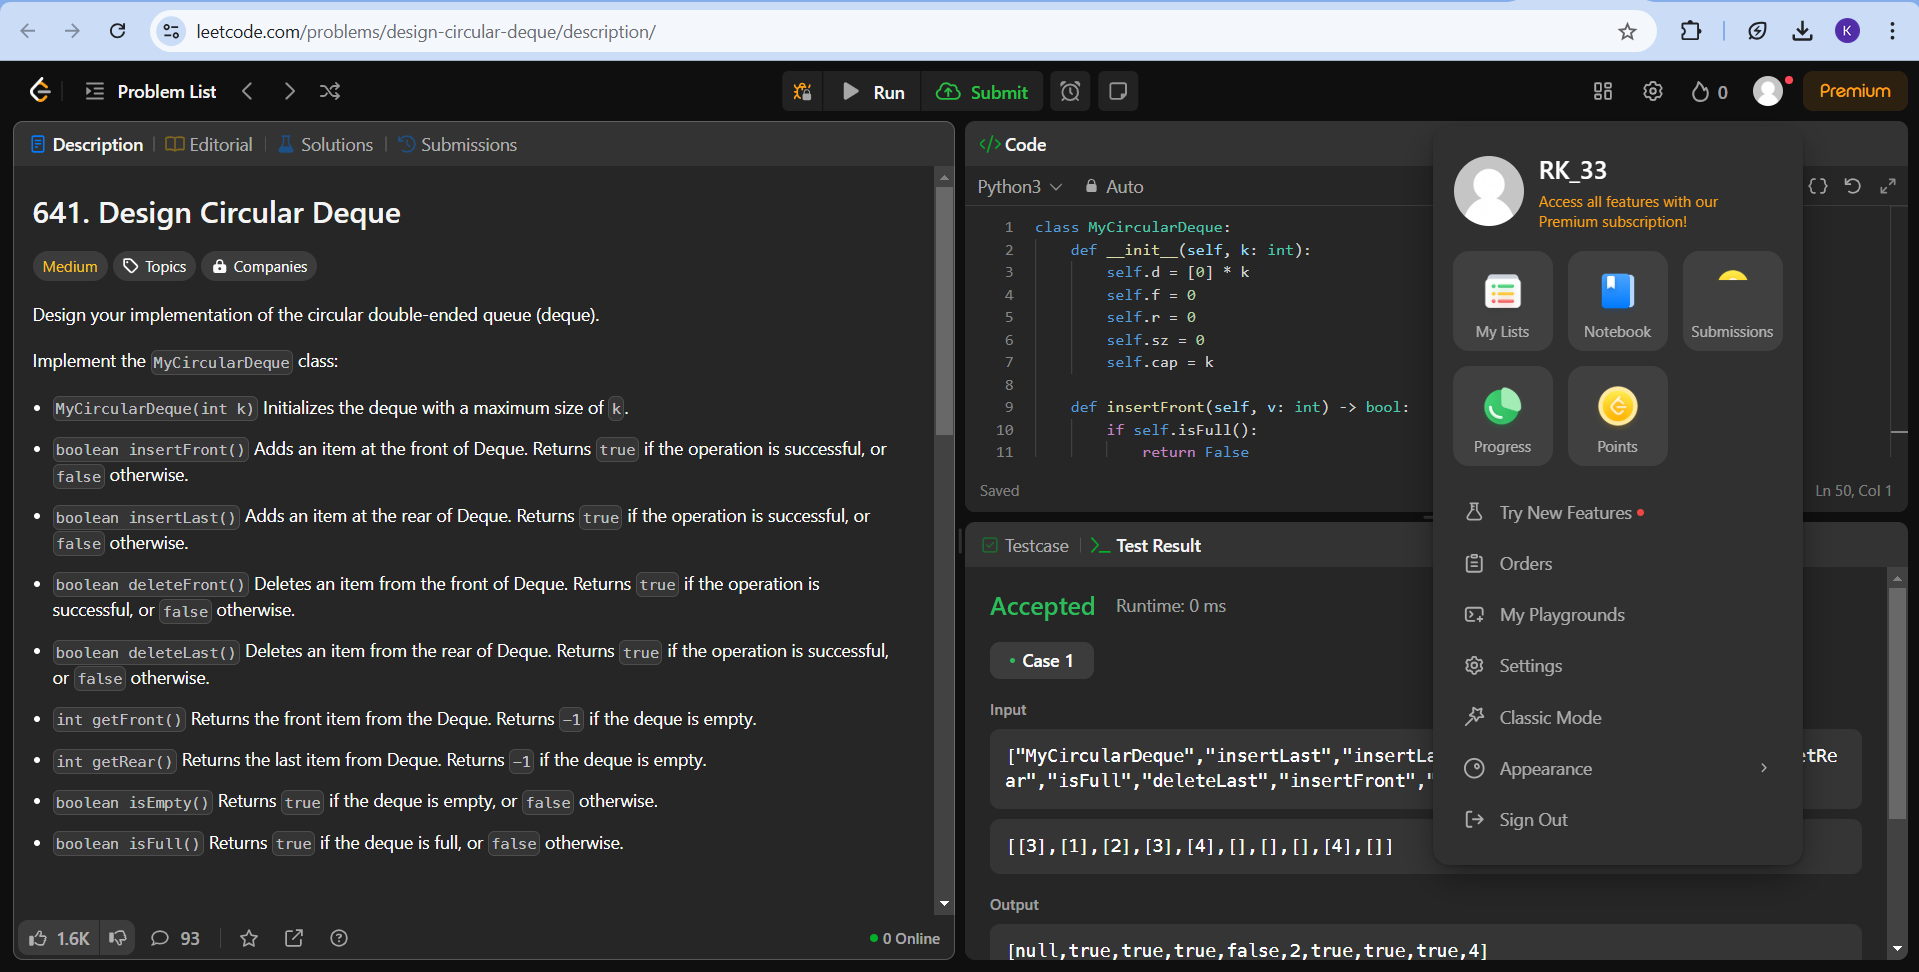 leetcode.com/problems/design-circular-deque/description/
K
Problem List
Run
Submit
0
Premium
Description
Editorial
Solutions
Submissions
641. Design Circular Deque
Medium
Topics
Companies
Design your implementation of the circular double-ended queue (deque).
Implement the MyCircularDeque class:
• MyCircularDeque(int k) Initializes the deque with a maximum size of k.
• boolean insertFront() Adds an item at the front of Deque. Returns true if the operation is successful, or
false otherwise.
• boolean insertLast() Adds an item at the rear of Deque. Returns true if the operation is successful, or
false otherwise.
• boolean deleteFront() Deletes an item from the front of Deque. Returns true if the operation is
successful, or false otherwise.
• boolean deleteLast() Deletes an item from the rear of Deque. Returns true if the operation is successful,
or false otherwise.
• int getFront() Returns the front item from the Deque. Returns -1 if the deque is empty.
• int getRear() Returns the last item from Deque. Returns -1 if the deque is empty.
• boolean isEmpty() Returns true if the deque is empty, or false otherwise.
• boolean isFull() Returns true if the deque is full, or false otherwise.
1.6K
93
0 Online
</> Code
Python3
Auto
{}
1 class MyCircularDeque:
2 def __init__(self, k: int):
3 self.d = [0] * k
4 self.f = 0
5 self.r = 0
6 self.sz = 0
7 self.cap = k
8
9 def insertFront(self, v: int) -> bool:
10 if self.isFull():
11 return False
Saved
Ln 50, Col 1
Testcase
>_ Test Result
Accepted
Runtime: 0 ms
• Case 1
Input
["MyCircularDeque","insertLast","insertLa
etRe
ar","isFull","deleteLast","insertFront","
[[3],[1],[2],[3],[4],[],[],[],[4],[]]
Output
[null,true,true,true,false,2,true,true,true,4]
RK_33
Access all features with our
Premium subscription!
My Lists
Notebook
Submissions
Progress
Points
Try New Features
Orders
My Playgrounds
Settings
Classic Mode
Appearance
Sign Out